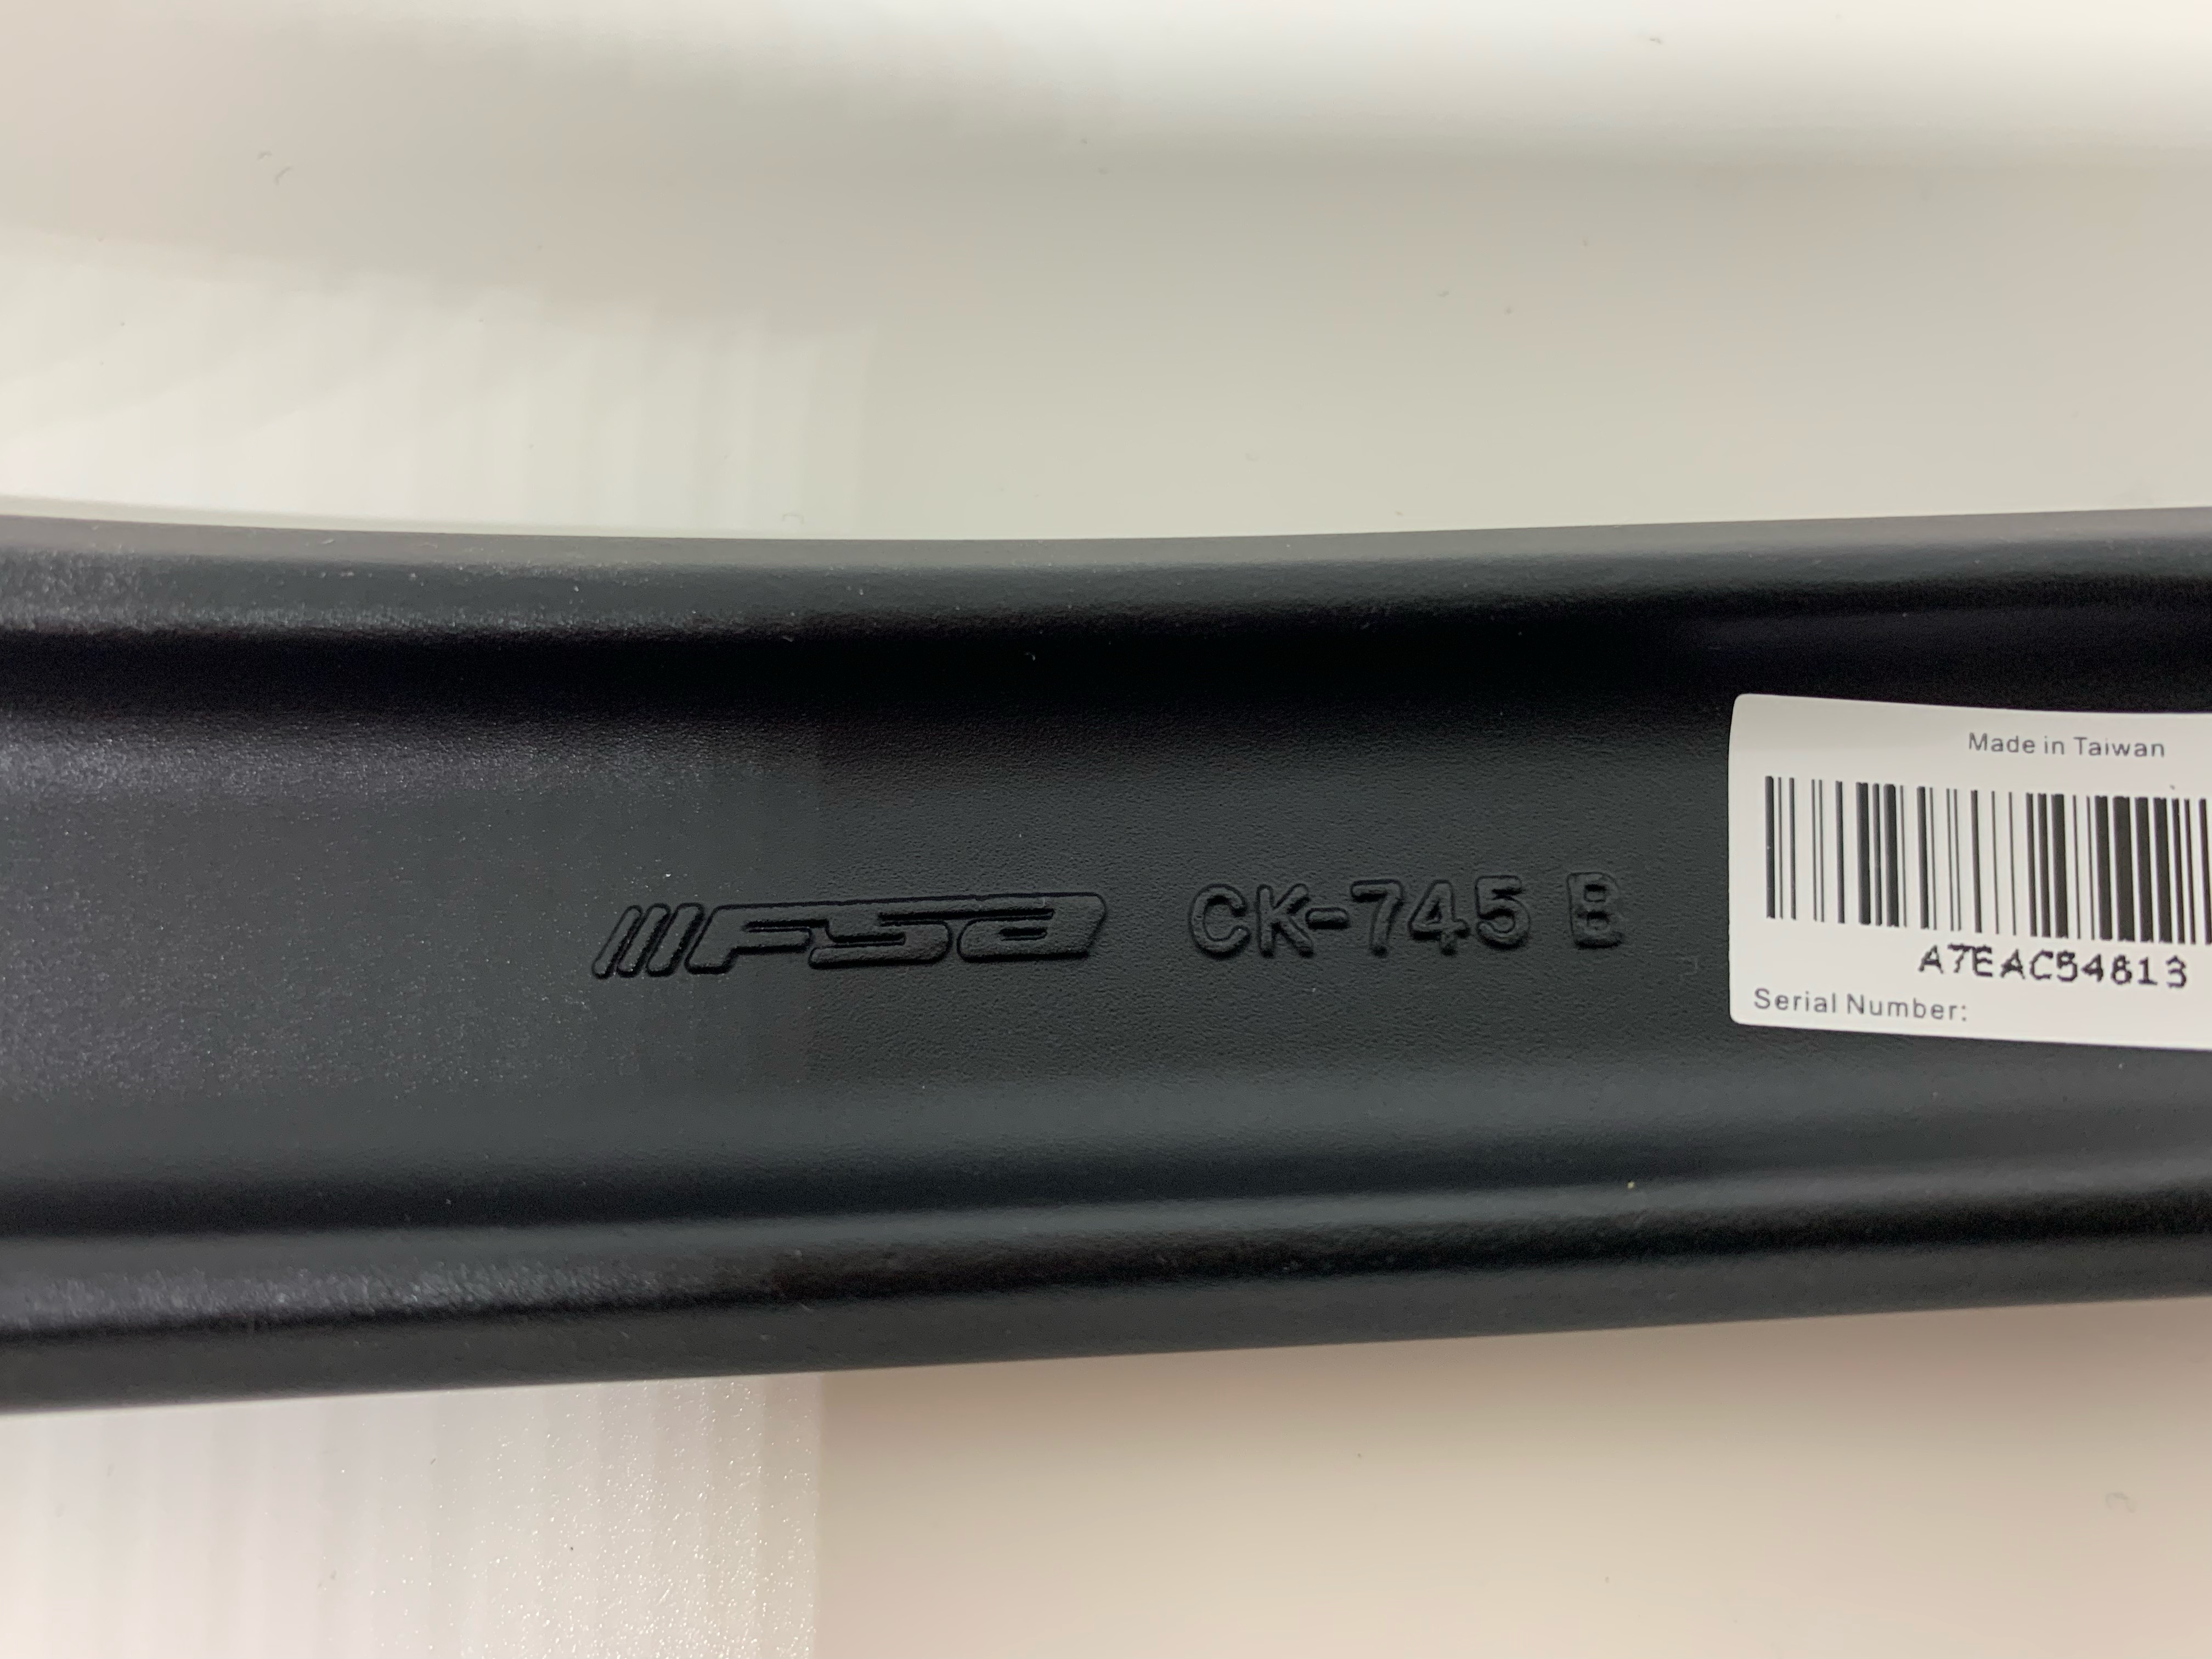 FSA CK-745 B
Made in Taiwan
A7EAC54813
Serial Number: